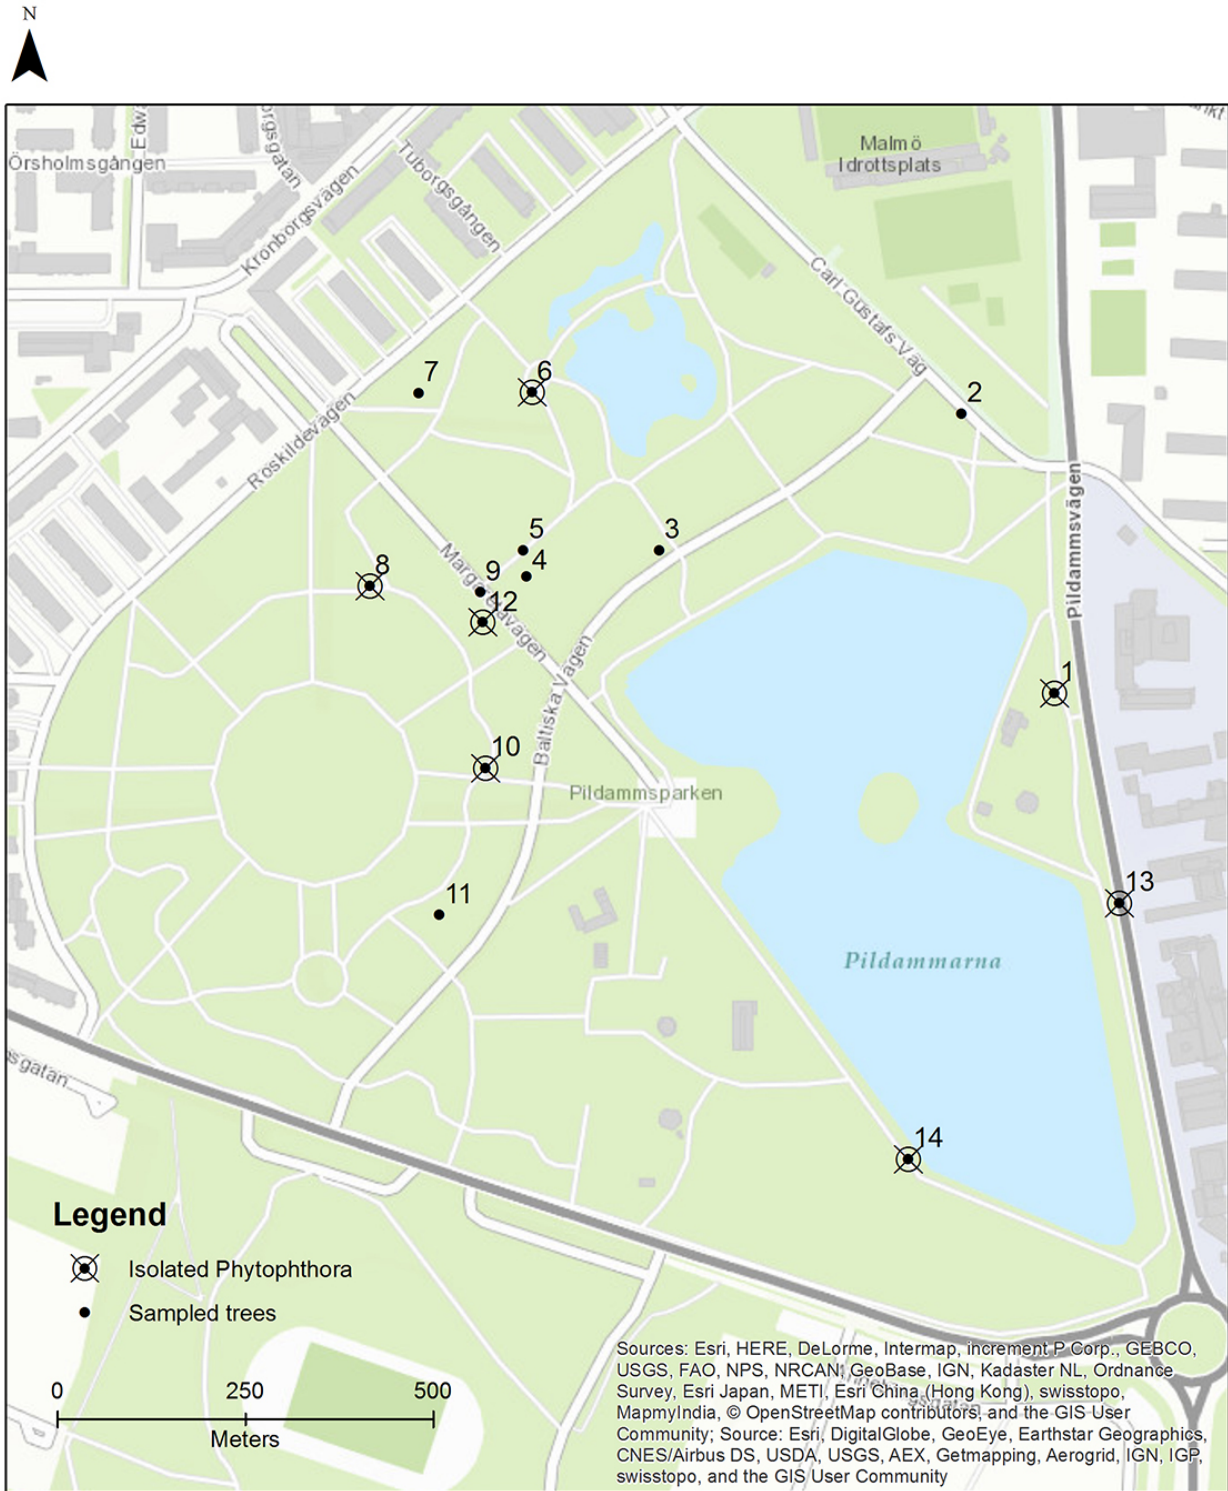 N
Örsholmsgången
Edw
orgsgatan
Tuborgsgången
Kronborgsvägen
Malmö
Idrottsplats
Carl Gustafs Väg
Roskildevägen
7
6
2
5
3
4
8
9
12
Margaretavägen
Pildammsvägen
Baltiska Vägen
1
10
Pildammsparken
11
13
Pildammarna
sgatan
14
Legend
Isolated Phytophthora
Sampled trees
0 250 500
Meters
Sources: Esri, HERE, DeLorme, Intermap, increment P Corp., GEBCO,
USGS, FAO, NPS, NRCAN, GeoBase, IGN, Kadaster NL, Ordnance
Survey, Esri Japan, METI, Esri China (Hong Kong), swisstopo,
MapmyIndia, © OpenStreetMap contributors, and the GIS User
Community; Source: Esri, DigitalGlobe, GeoEye, Earthstar Geographics,
CNES/Airbus DS, USDA, USGS, AEX, Getmapping, Aerogrid, IGN, IGP,
swisstopo, and the GIS User Community